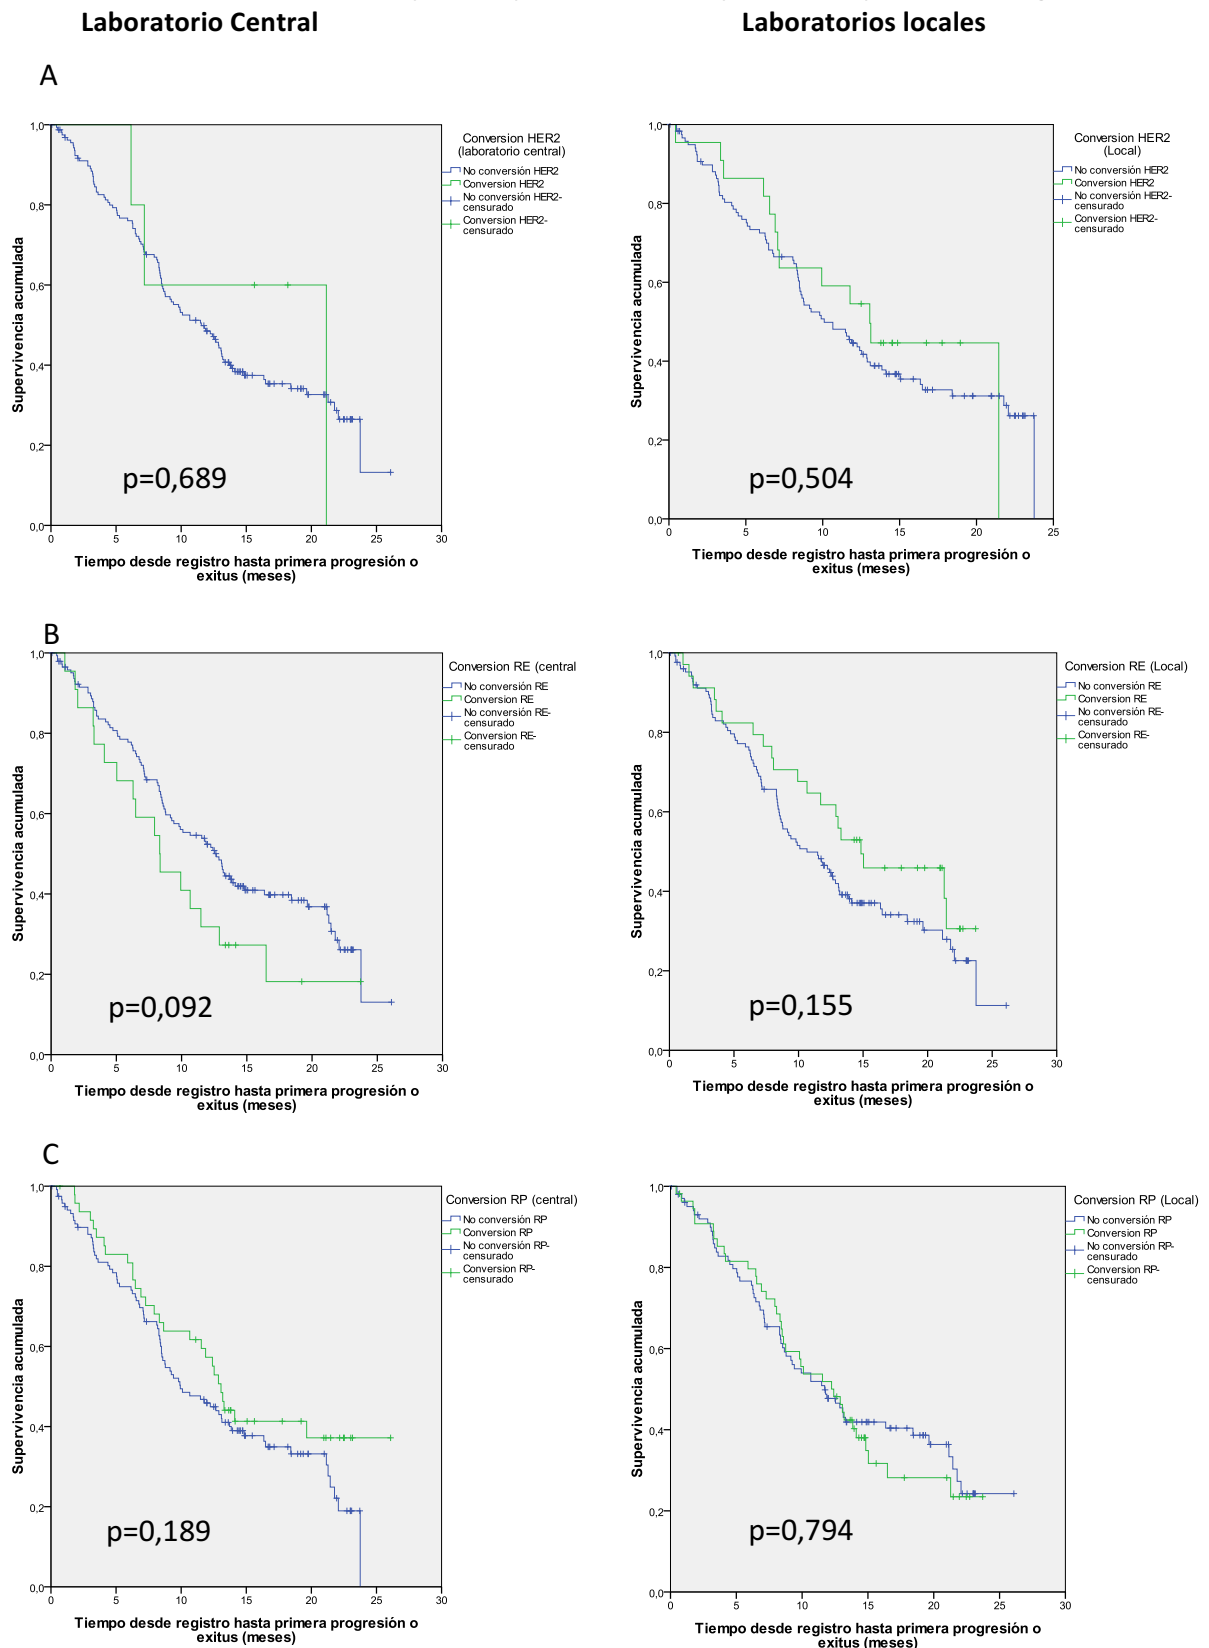 Laboratorio Central
Laboratorios locales
A
Conversion HER2
(laboratorio central)
No conversión HER2
Conversion HER2
No conversión HER2-
censurado
Conversion HER2-
censurado
Supervivencia acumulada
1,0
0,8
0,6
0,4
0,2
0,0
p=0,689
0 5 10 15 20 25 30
Tiempo desde registro hasta primera progresión o
exitus (meses)
Conversion HER2
(Local)
No conversión HER2
Conversion HER2
No conversión HER2-
censurado
Conversion HER2-
censurado
Supervivencia acumulada
1,0
0,8
0,6
0,4
0,2
0,0
p=0,504
0 5 10 15 20 25
Tiempo desde registro hasta primera progresión o
exitus (meses)
B
Conversion RE (central
No conversión RE
Conversion RE
No conversión RE-
censurado
Conversion RE-
censurado
Supervivencia acumulada
1,0
0,8
0,6
0,4
0,2
0,0
p=0,092
0 5 10 15 20 25 30
Tiempo desde registro hasta primera progresión o
exitus (meses)
Conversion RE (Local)
No conversión RE
Conversion RE
No conversión RE-
censurado
Conversion RE-
censurado
Supervivencia acumulada
1,0
0,8
0,6
0,4
0,2
0,0
p=0,155
0 5 10 15 20 25 30
Tiempo desde registro hasta primera progresión o
exitus (meses)
C
Conversion RP (central)
No conversión RP
Conversion RP
No conversión RP-
censurado
Conversion RP-
censurado
Supervivencia acumulada
1,0
0,8
0,6
0,4
0,2
0,0
p=0,189
0 5 10 15 20 25 30
Tiempo desde registro hasta primera progresión o
exitus (meses)
Conversion RP (Local)
No conversión RP
Conversion RP
No conversión RP-
censurado
Conversion RP-
censurado
Supervivencia acumulada
1,0
0,8
0,6
0,4
0,2
0,0
p=0,794
0 5 10 15 20 25 30
Tiempo desde registro hasta primera progresión o
exitus (meses)